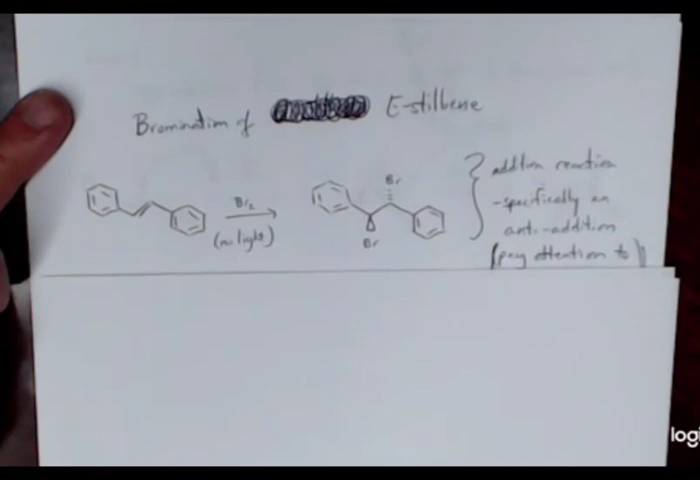 Bromination of E-stilbene
Br₂
(no light)
Br
Br
addition reaction
-specifically an
anti-addition
(pay attention to
logi